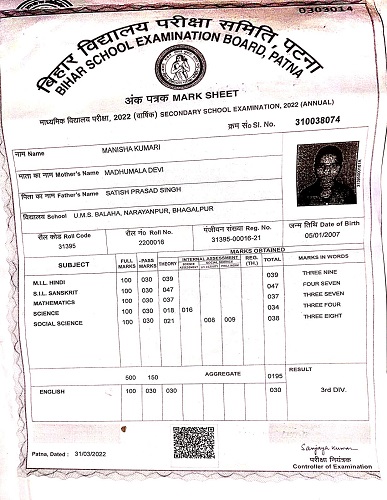 0303014
बिहार विद्यालय परीक्षा समिति, पटना
BIHAR SCHOOL EXAMINATION BOARD, PATNA
अंक पत्रक MARK SHEET
माध्यमिक विद्यालय परीक्षा, 2022 (वार्षिक) SECONDARY SCHOOL EXAMINATION, 2022 (ANNUAL)
क्रम सं० Sl. No. 310038074
नाम Name MANISHA KUMARI
माता का नाम Mother's Name MADHUMALA DEVI
पिता का नाम Father's Name SATISH PRASAD SINGH
विद्यालय School U.M.S. BALAHA, NARAYANPUR, BHAGALPUR
रौल कोड Roll Code रौल नं० Roll No. पंजीयन संख्या Reg. No. जन्म तिथि Date of Birth
31395 2200016 31395-00016-21 05/01/2007
MARKS OBTAINED
SUBJECT FULL MARKS PASS MARKS THEORY INTERNAL ASSESSMENT REG. (TH.) TOTAL MARKS IN WORDS
M.I.L. HINDI 100 030 039 039 THREE NINE
S.I.L. SANSKRIT 100 030 047 047 FOUR SEVEN
MATHEMATICS 100 030 037 037 THREE SEVEN
SCIENCE 100 030 018 016 034 THREE FOUR
SOCIAL SCIENCE 100 030 021 008 009 038 THREE EIGHT
500 150 AGGREGATE 0195 RESULT
ENGLISH 100 030 030 030 3rd DIV.
Patna, Dated : 31/03/2022
Sanjay Kumar
परीक्षा नियंत्रक
Controller of Examination